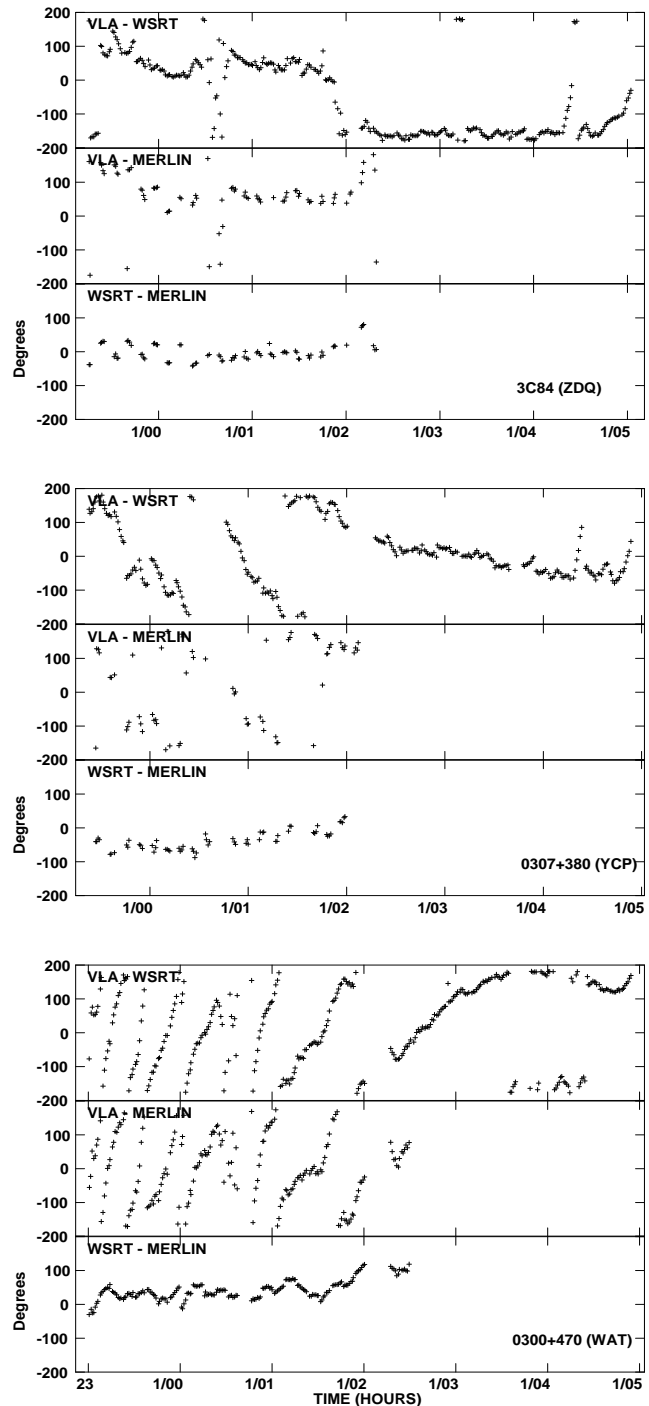 VLA - WSRT
200
100
0
-100
-200
VLA - MERLIN
100
0
-100
-200
WSRT - MERLIN
100
0
-100
-200
Degrees
3C84 (ZDQ)
1/00 1/01 1/02 1/03 1/04 1/05
VLA - WSRT
200
100
0
-100
-200
VLA - MERLIN
100
0
-100
-200
WSRT - MERLIN
100
0
-100
-200
Degrees
0307+380 (YCP)
1/00 1/01 1/02 1/03 1/04 1/05
VLA - WSRT
200
100
0
-100
-200
VLA - MERLIN
100
0
-100
-200
WSRT - MERLIN
100
0
-100
-200
Degrees
0300+470 (WAT)
23 1/00 1/01 1/02 1/03 1/04 1/05
TIME (HOURS)